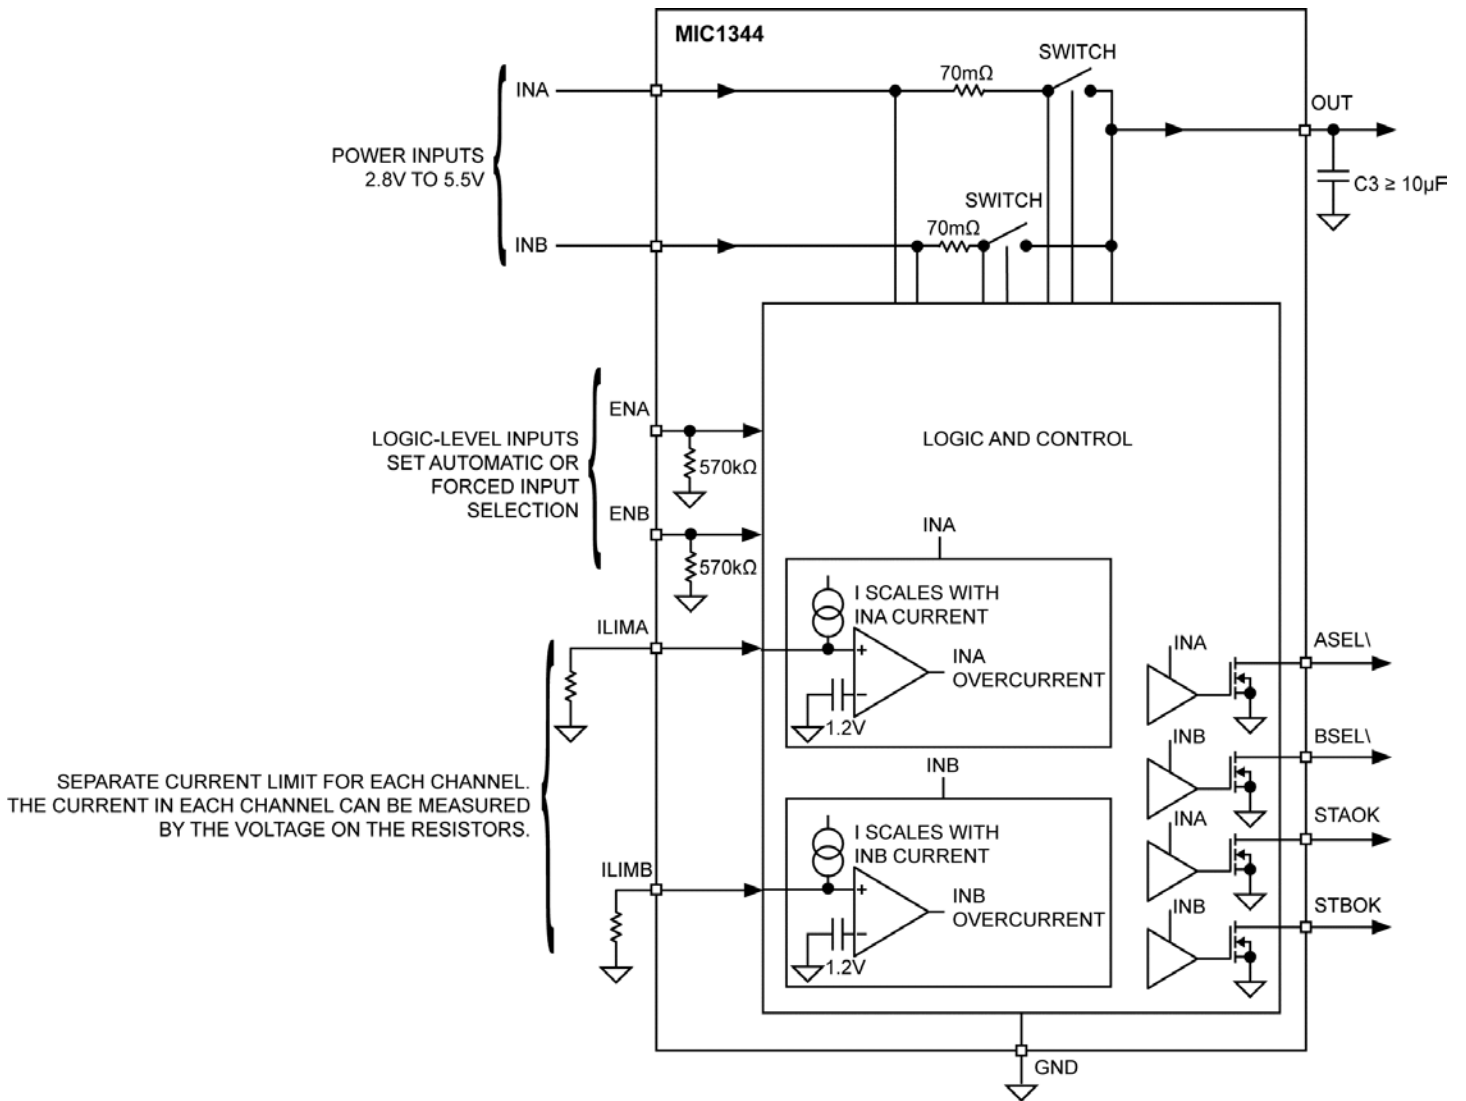 MIC1344
SWITCH
70mΩ
INA
OUT
POWER INPUTS
2.8V TO 5.5V
C3 ≥ 10µF
SWITCH
70mΩ
INB
ENA
LOGIC-LEVEL INPUTS
SET AUTOMATIC OR
FORCED INPUT
SELECTION
570kΩ
LOGIC AND CONTROL
ENB
570kΩ
INA
I SCALES WITH
INA CURRENT
ILIMA
+
INA
OVERCURRENT
–
1.2V
INA
ASEL\
INB
BSEL\
SEPARATE CURRENT LIMIT FOR EACH CHANNEL.
THE CURRENT IN EACH CHANNEL CAN BE MEASURED
BY THE VOLTAGE ON THE RESISTORS.
INB
I SCALES WITH
INB CURRENT
ILIMB
+
INB
OVERCURRENT
–
1.2V
INA
STAOK
INB
STBOK
GND